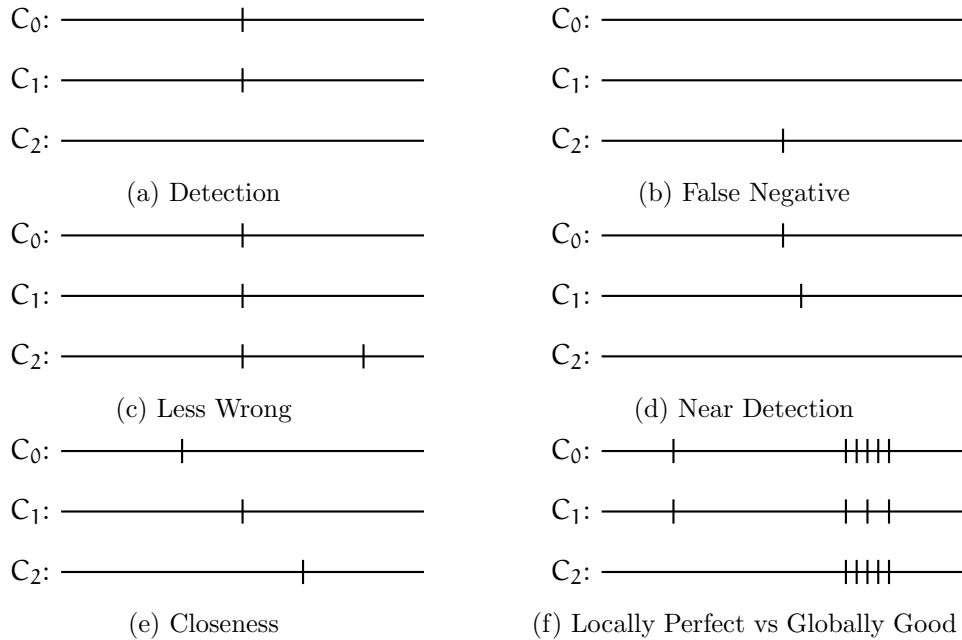 C₀:
C₁:
C₂:
(a) Detection
C₀:
C₁:
C₂:
(b) False Negative
C₀:
C₁:
C₂:
(c) Less Wrong
C₀:
C₁:
C₂:
(d) Near Detection
C₀:
C₁:
C₂:
(e) Closeness
C₀:
C₁:
C₂:
(f) Locally Perfect vs Globally Good